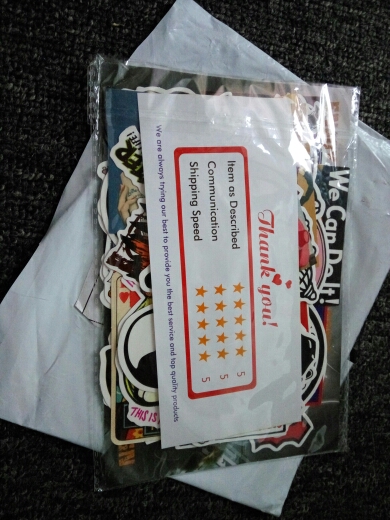 Thank you!
Item as Described 5
Communication 5
Shipping Speed 5
We are always trying our best to provide you the best service and top quality products
We Can Do It!
THIS IS